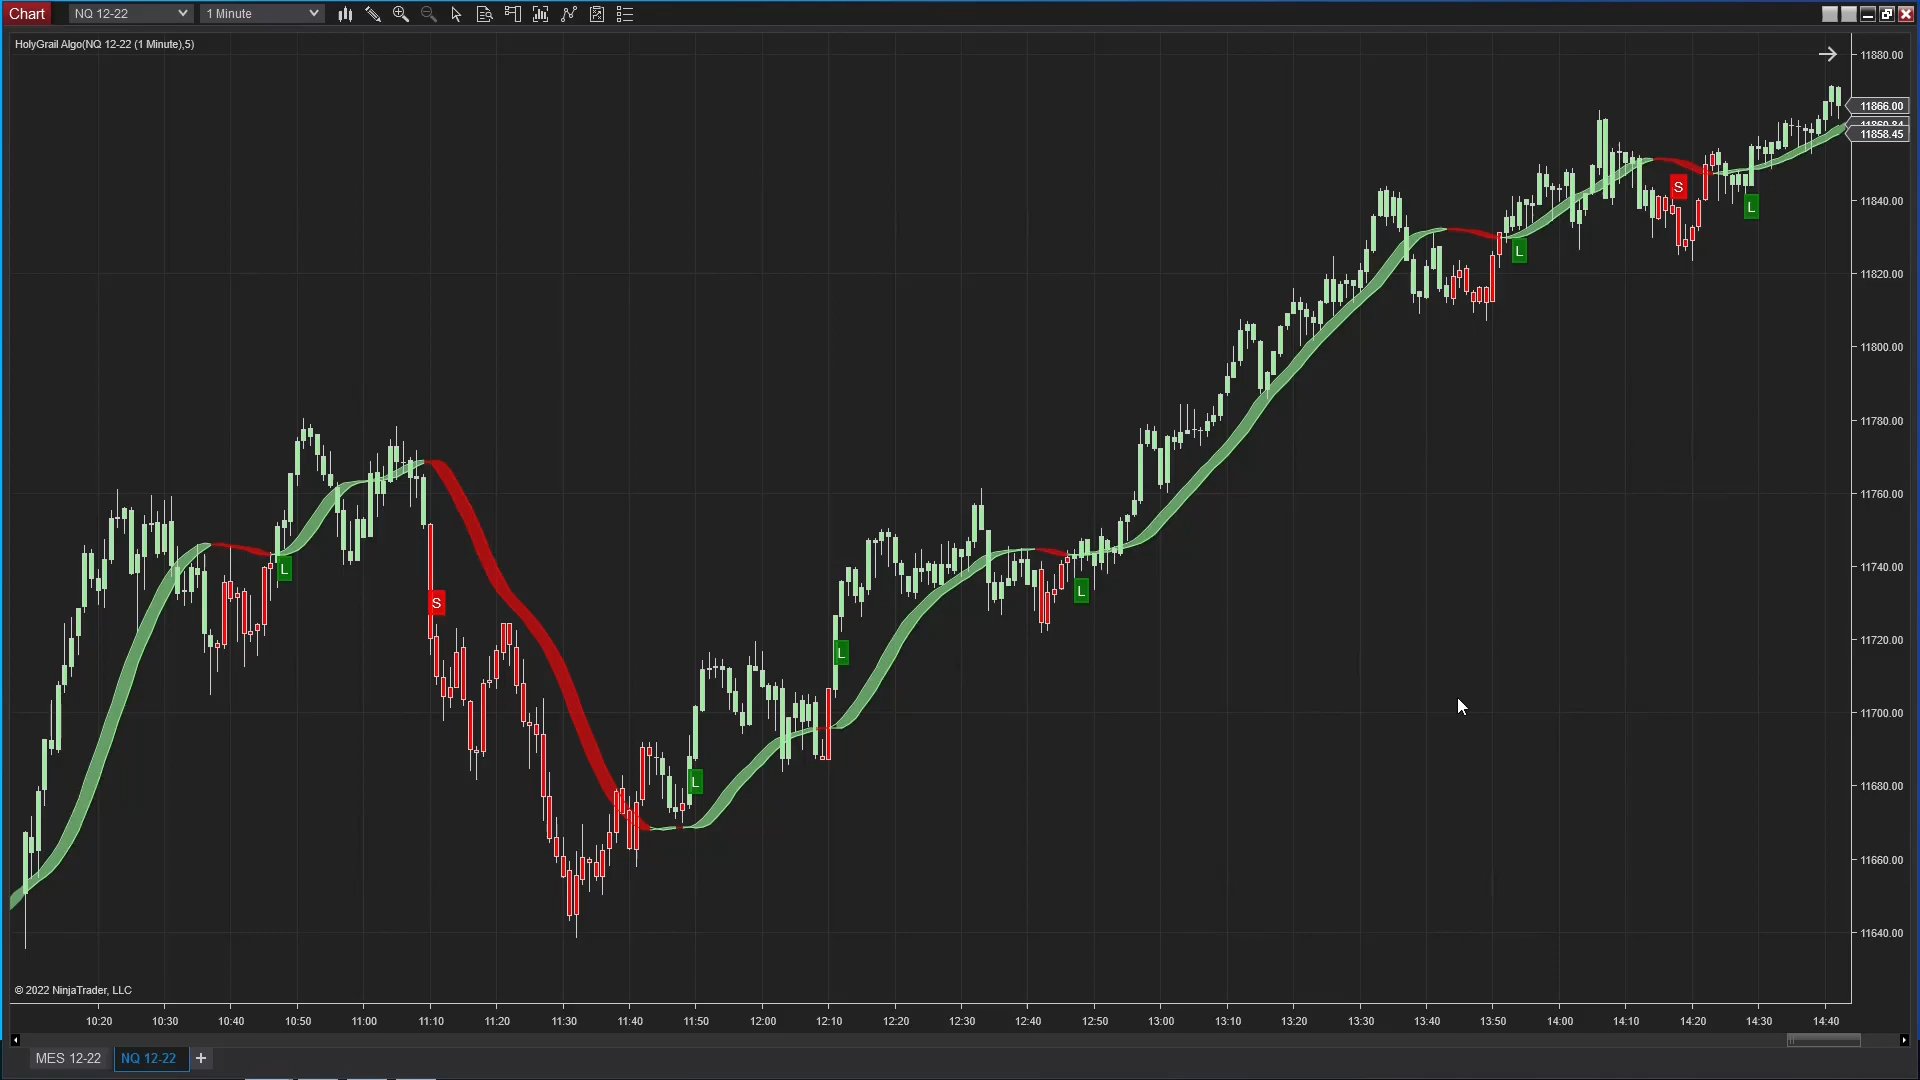 Chart NQ 12-22 1 Minute
HolyGrail Algo(NQ 12-22 (1 Minute),5)
11880.00
11866.00
11858.45
S
L
11840.00
L
11820.00
11800.00
11780.00
11760.00
L
11740.00
S
L
11720.00
L
11700.00
L
11680.00
11660.00
11640.00
© 2022 NinjaTrader, LLC
10:20 10:30 10:40 10:50 11:00 11:10 11:20 11:30 11:40 11:50 12:00 12:10 12:20 12:30 12:40 12:50 13:00 13:10 13:20 13:30 13:40 13:50 14:00 14:10 14:20 14:30 14:40
MES 12-22 NQ 12-22 +